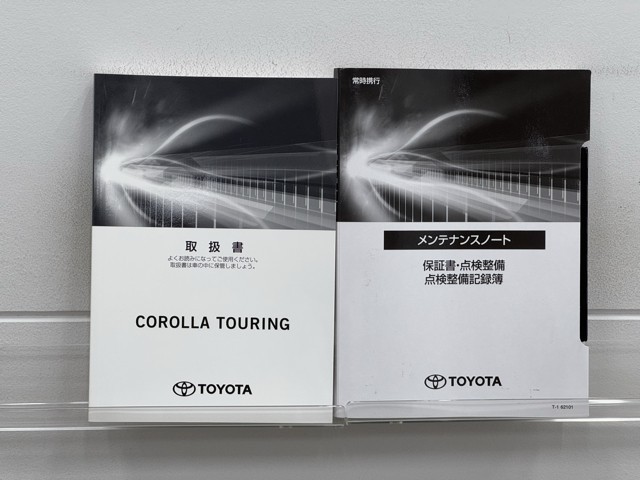 取扱書
よくお読みになってご使用ください。
取扱書は車の中に保管しましょう。
COROLLA TOURING
TOYOTA
常時携行
メンテナンスノート
保証書・点検整備
点検整備記録簿
TOYOTA
T-1-82101